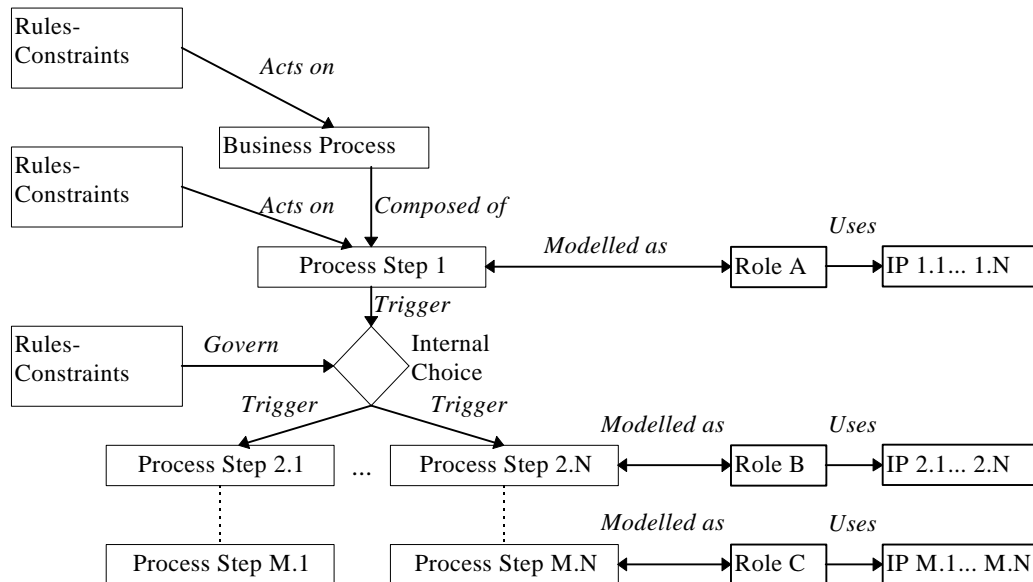 Rules-
Constraints
Acts on
Business Process
Rules-
Constraints
Acts on
Composed of
Process Step 1
Modelled as
Role A
Uses
IP 1.1... 1.N
Trigger
Rules-
Constraints
Govern
Internal
Choice
Trigger
Trigger
Process Step 2.1
...
Process Step 2.N
Modelled as
Role B
Uses
IP 2.1... 2.N
Process Step M.1
Process Step M.N
Modelled as
Role C
Uses
IP M.1... M.N